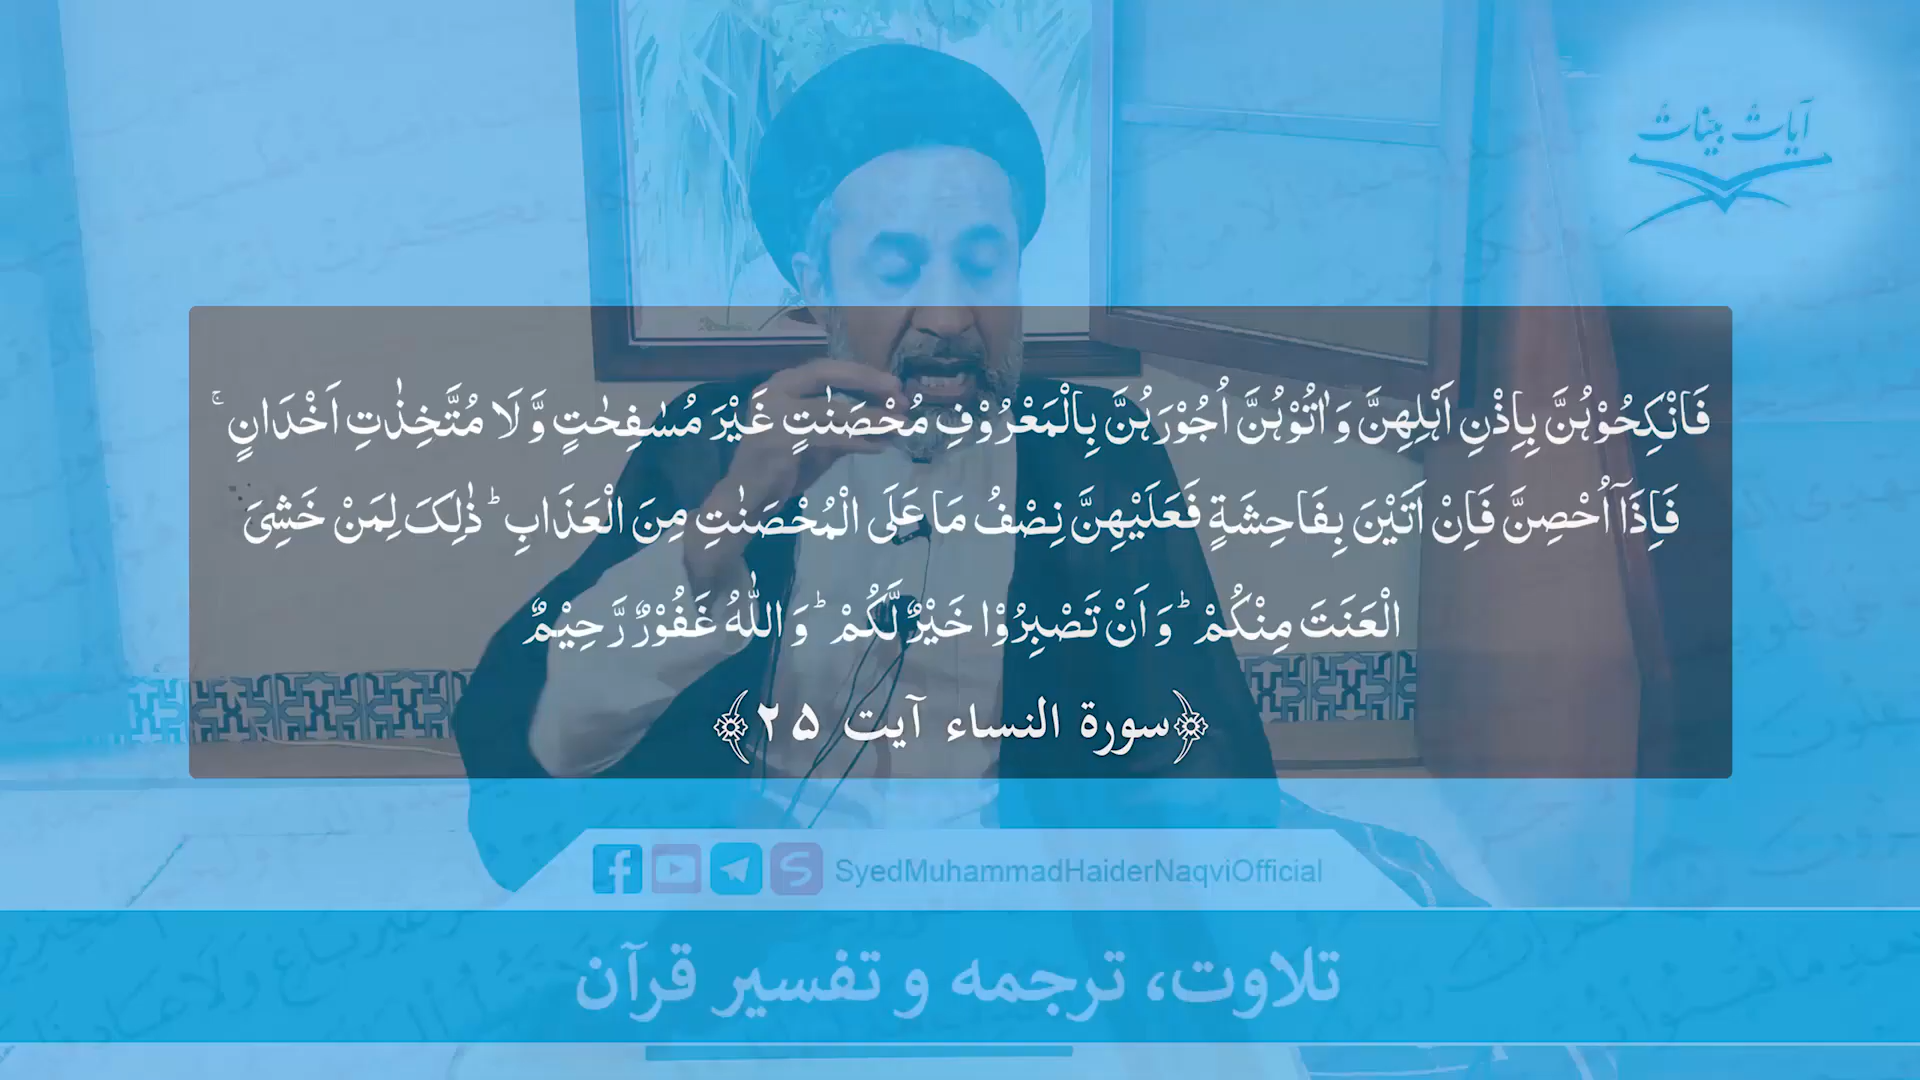 آیات بینات
فَانْکِحُوْہُنَّ بِاِذْنِ اَہْلِہِنَّ وَ اٰتُوْہُنَّ اُجُوْرَہُنَّ بِالْمَعْرُوْفِ مُحْصَنٰتٍ غَیْرَ مُسٰفِحٰتٍ وَّ لَا مُتَّخِذٰتِ اَخْدَانٍ ۚ
فَاِذَاۤ اُحْصِنَّ فَاِنْ اَتَیْنَ بِفَاحِشَۃٍ فَعَلَیْہِنَّ نِصْفُ مَا عَلَی الْمُحْصَنٰتِ مِنَ الْعَذَابِ ؕ ذٰلِکَ لِمَنْ خَشِیَ
الْعَنَتَ مِنْکُمْ ؕ وَ اَنْ تَصْبِرُوْا خَیْرٌ لَّکُمْ ؕ وَ اللّٰہُ غَفُوْرٌ رَّحِیْمٌ
﴿سورۃ النساء آیت ۲۵﴾
SyedMuhammadHaiderNaqviOfficial
تلاوت، ترجمه و تفسیر قرآن